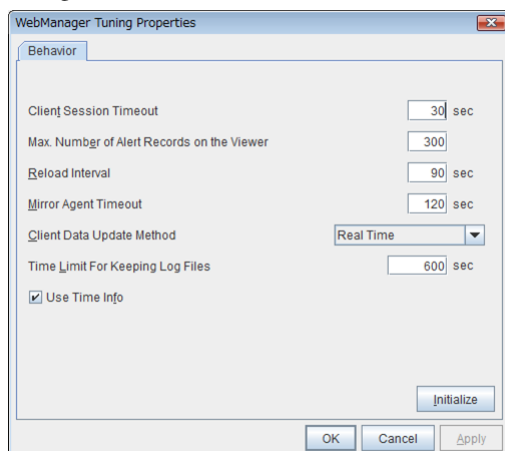 WebManager Tuning Properties
Behavior
Client Session Timeout 30 sec
Max. Number of Alert Records on the Viewer 300
Reload Interval 90 sec
Mirror Agent Timeout 120 sec
Client Data Update Method Real Time
Time Limit For Keeping Log Files 600 sec
Use Time Info
Initialize
OK Cancel Apply